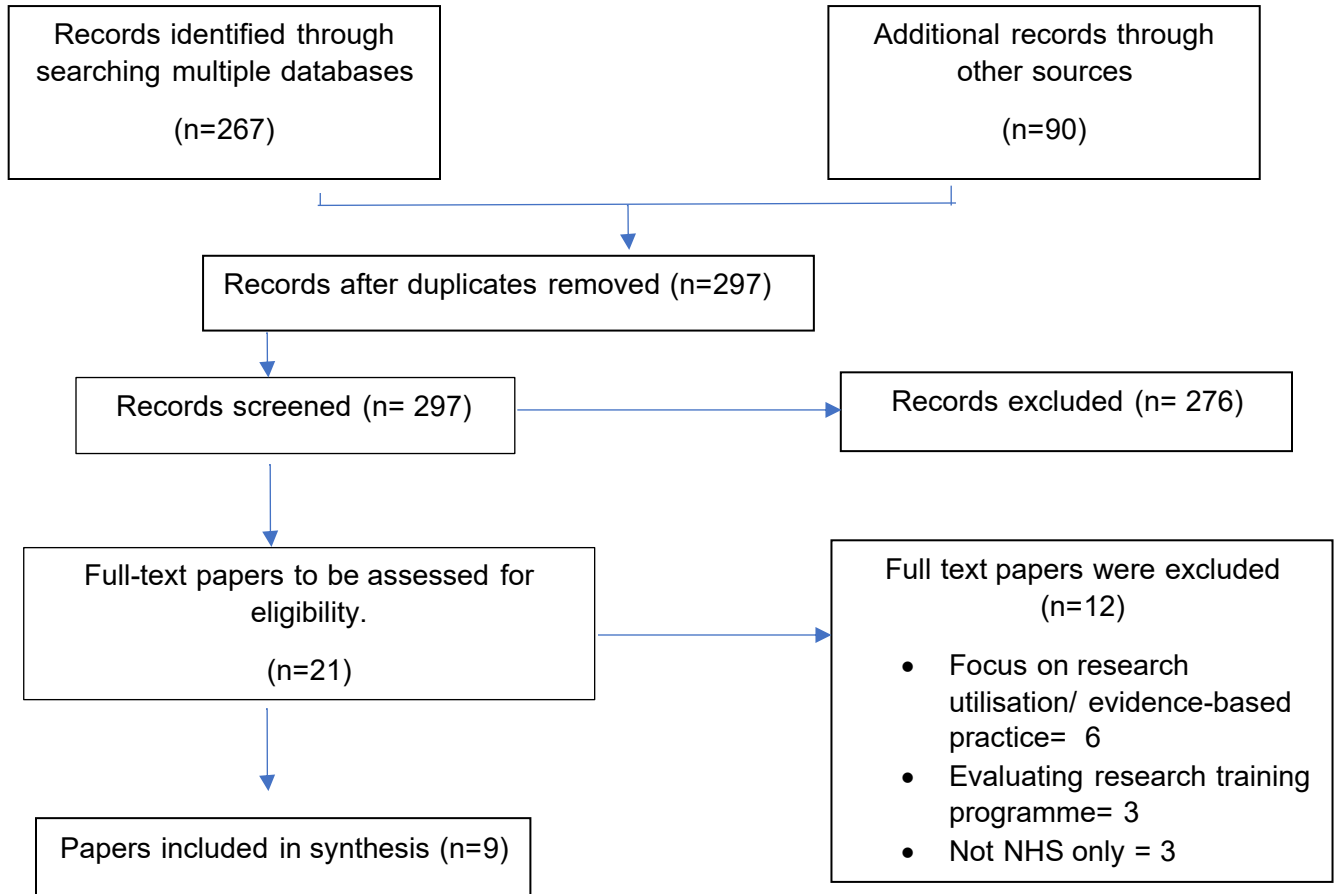 Records identified through
searching multiple databases
(n=267)
Additional records through
other sources
(n=90)
Records after duplicates removed (n=297)
Records screened (n= 297)
Records excluded (n= 276)
Full-text papers to be assessed for
eligibility.
(n=21)
Full text papers were excluded
(n=12)
• Focus on research
utilisation/ evidence-based
practice= 6
• Evaluating research training
programme= 3
• Not NHS only = 3
Papers included in synthesis (n=9)